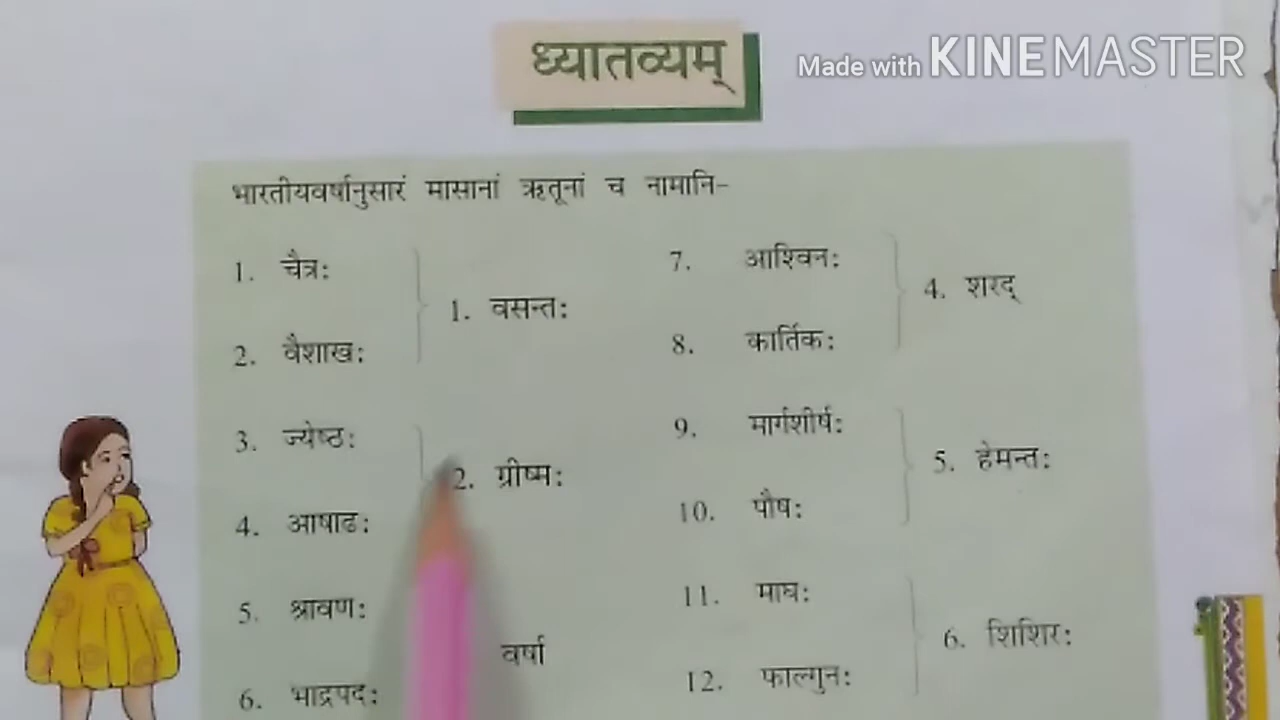 ध्यातव्यम्
Made with KINEMASTER
भारतीयवर्षानुसारं मासानां ऋतूनां च नामानि-
1. चैत्र:
2. वैशाख:
1. वसन्त:
3. ज्येष्ठ:
4. आषाढ:
2. ग्रीष्म:
5. श्रावण:
6. भाद्रपद:
वर्षा
7. आश्विन:
8. कार्तिक:
4. शरद्
9. मार्गशीर्ष:
10. पौष:
5. हेमन्त:
11. माघ:
12. फाल्गुन:
6. शिशिर: